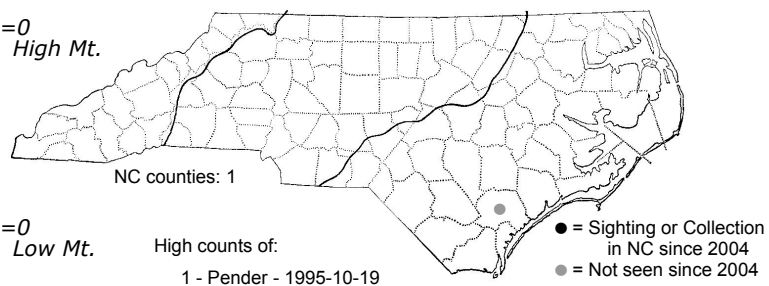 =0
High Mt.
NC counties: 1
=0
Low Mt.
High counts of:
1 - Pender - 1995-10-19
● = Sighting or Collection
in NC since 2004
● = Not seen since 2004